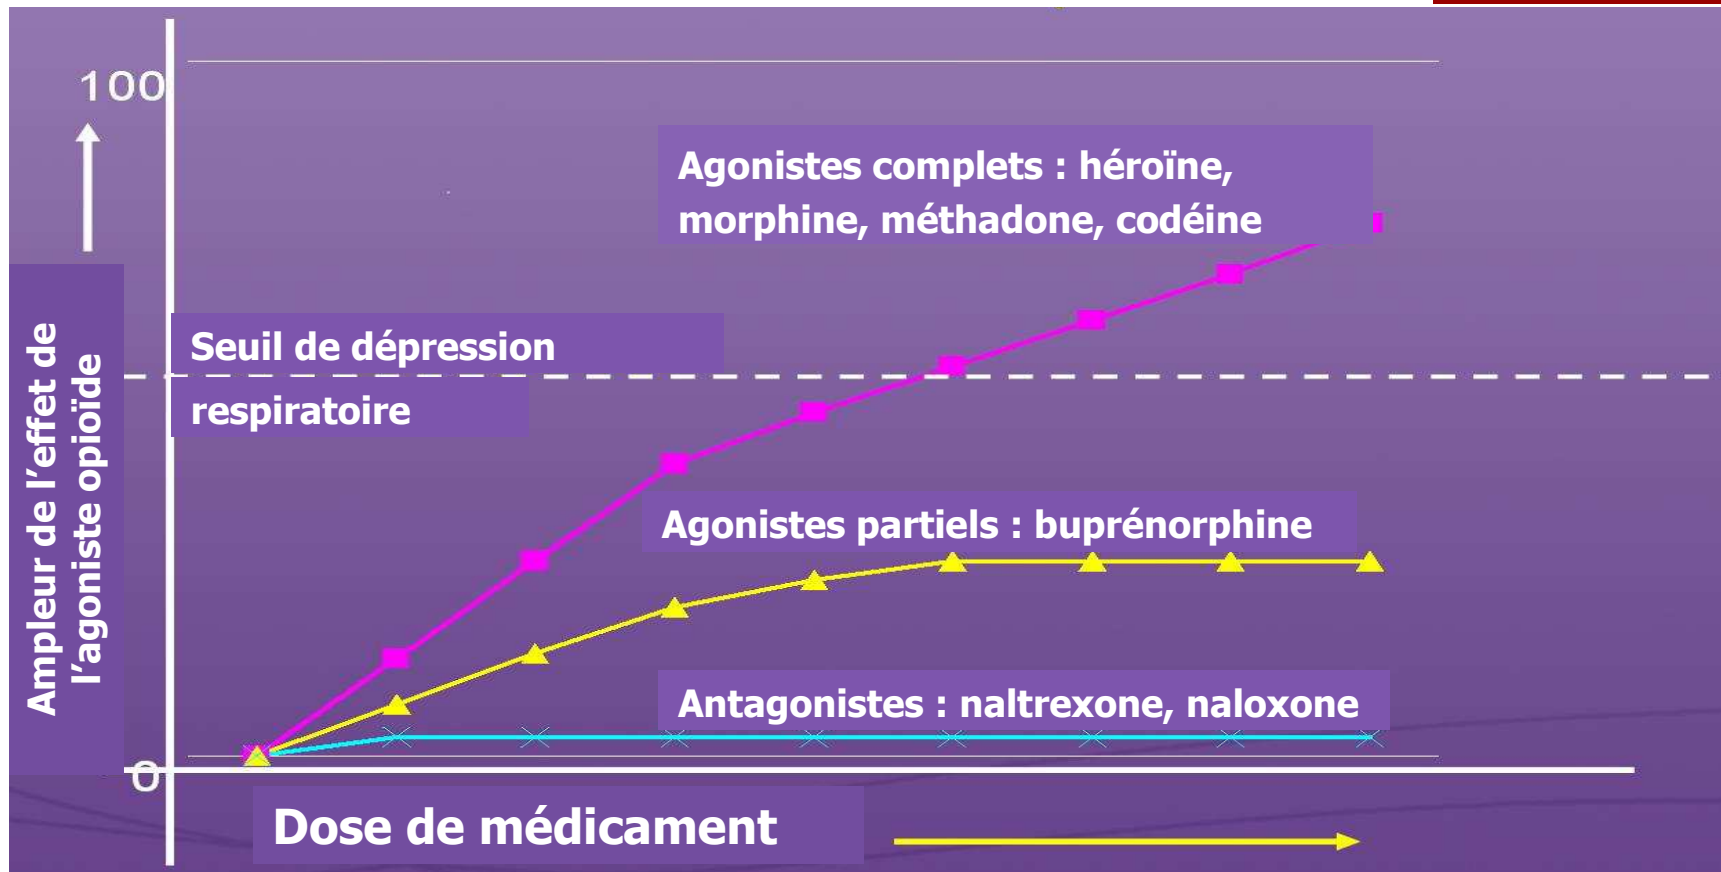 100
Agonistes complets : héroïne,
morphine, méthadone, codéine
Seuil de dépression
respiratoire
Ampleur de l’effet de
l’agoniste opioïde
Agonistes partiels : buprénorphine
Antagonistes : naltrexone, naloxone
0
Dose de médicament